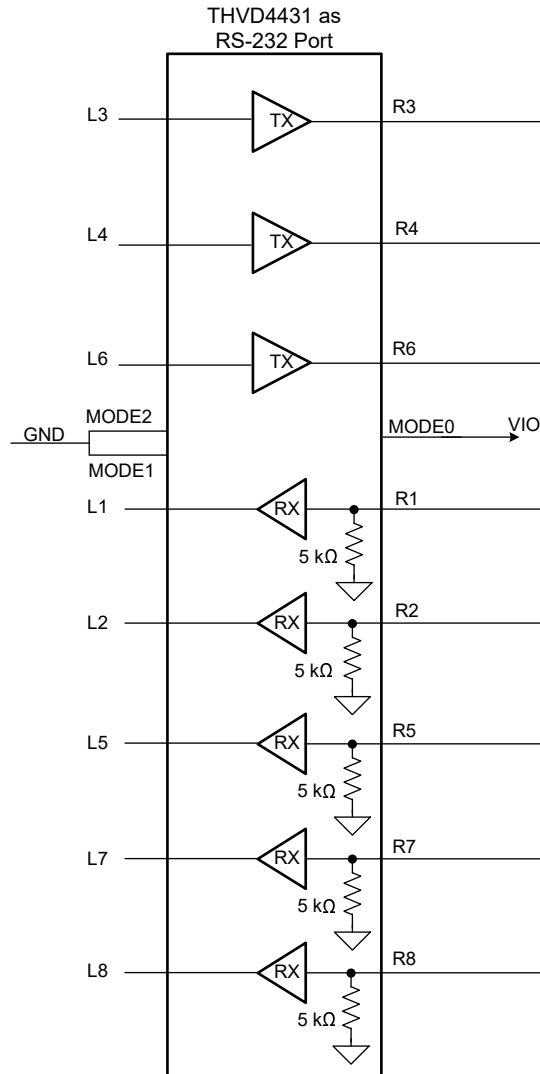 THVD4431 as
RS-232 Port
L3 TX R3
L4 TX R4
L6 TX R6
MODE2
GND MODE0 VIO
MODE1
L1 RX R1
5 kΩ
L2 RX R2
5 kΩ
L5 RX R5
5 kΩ
L7 RX R7
5 kΩ
L8 RX R8
5 kΩ